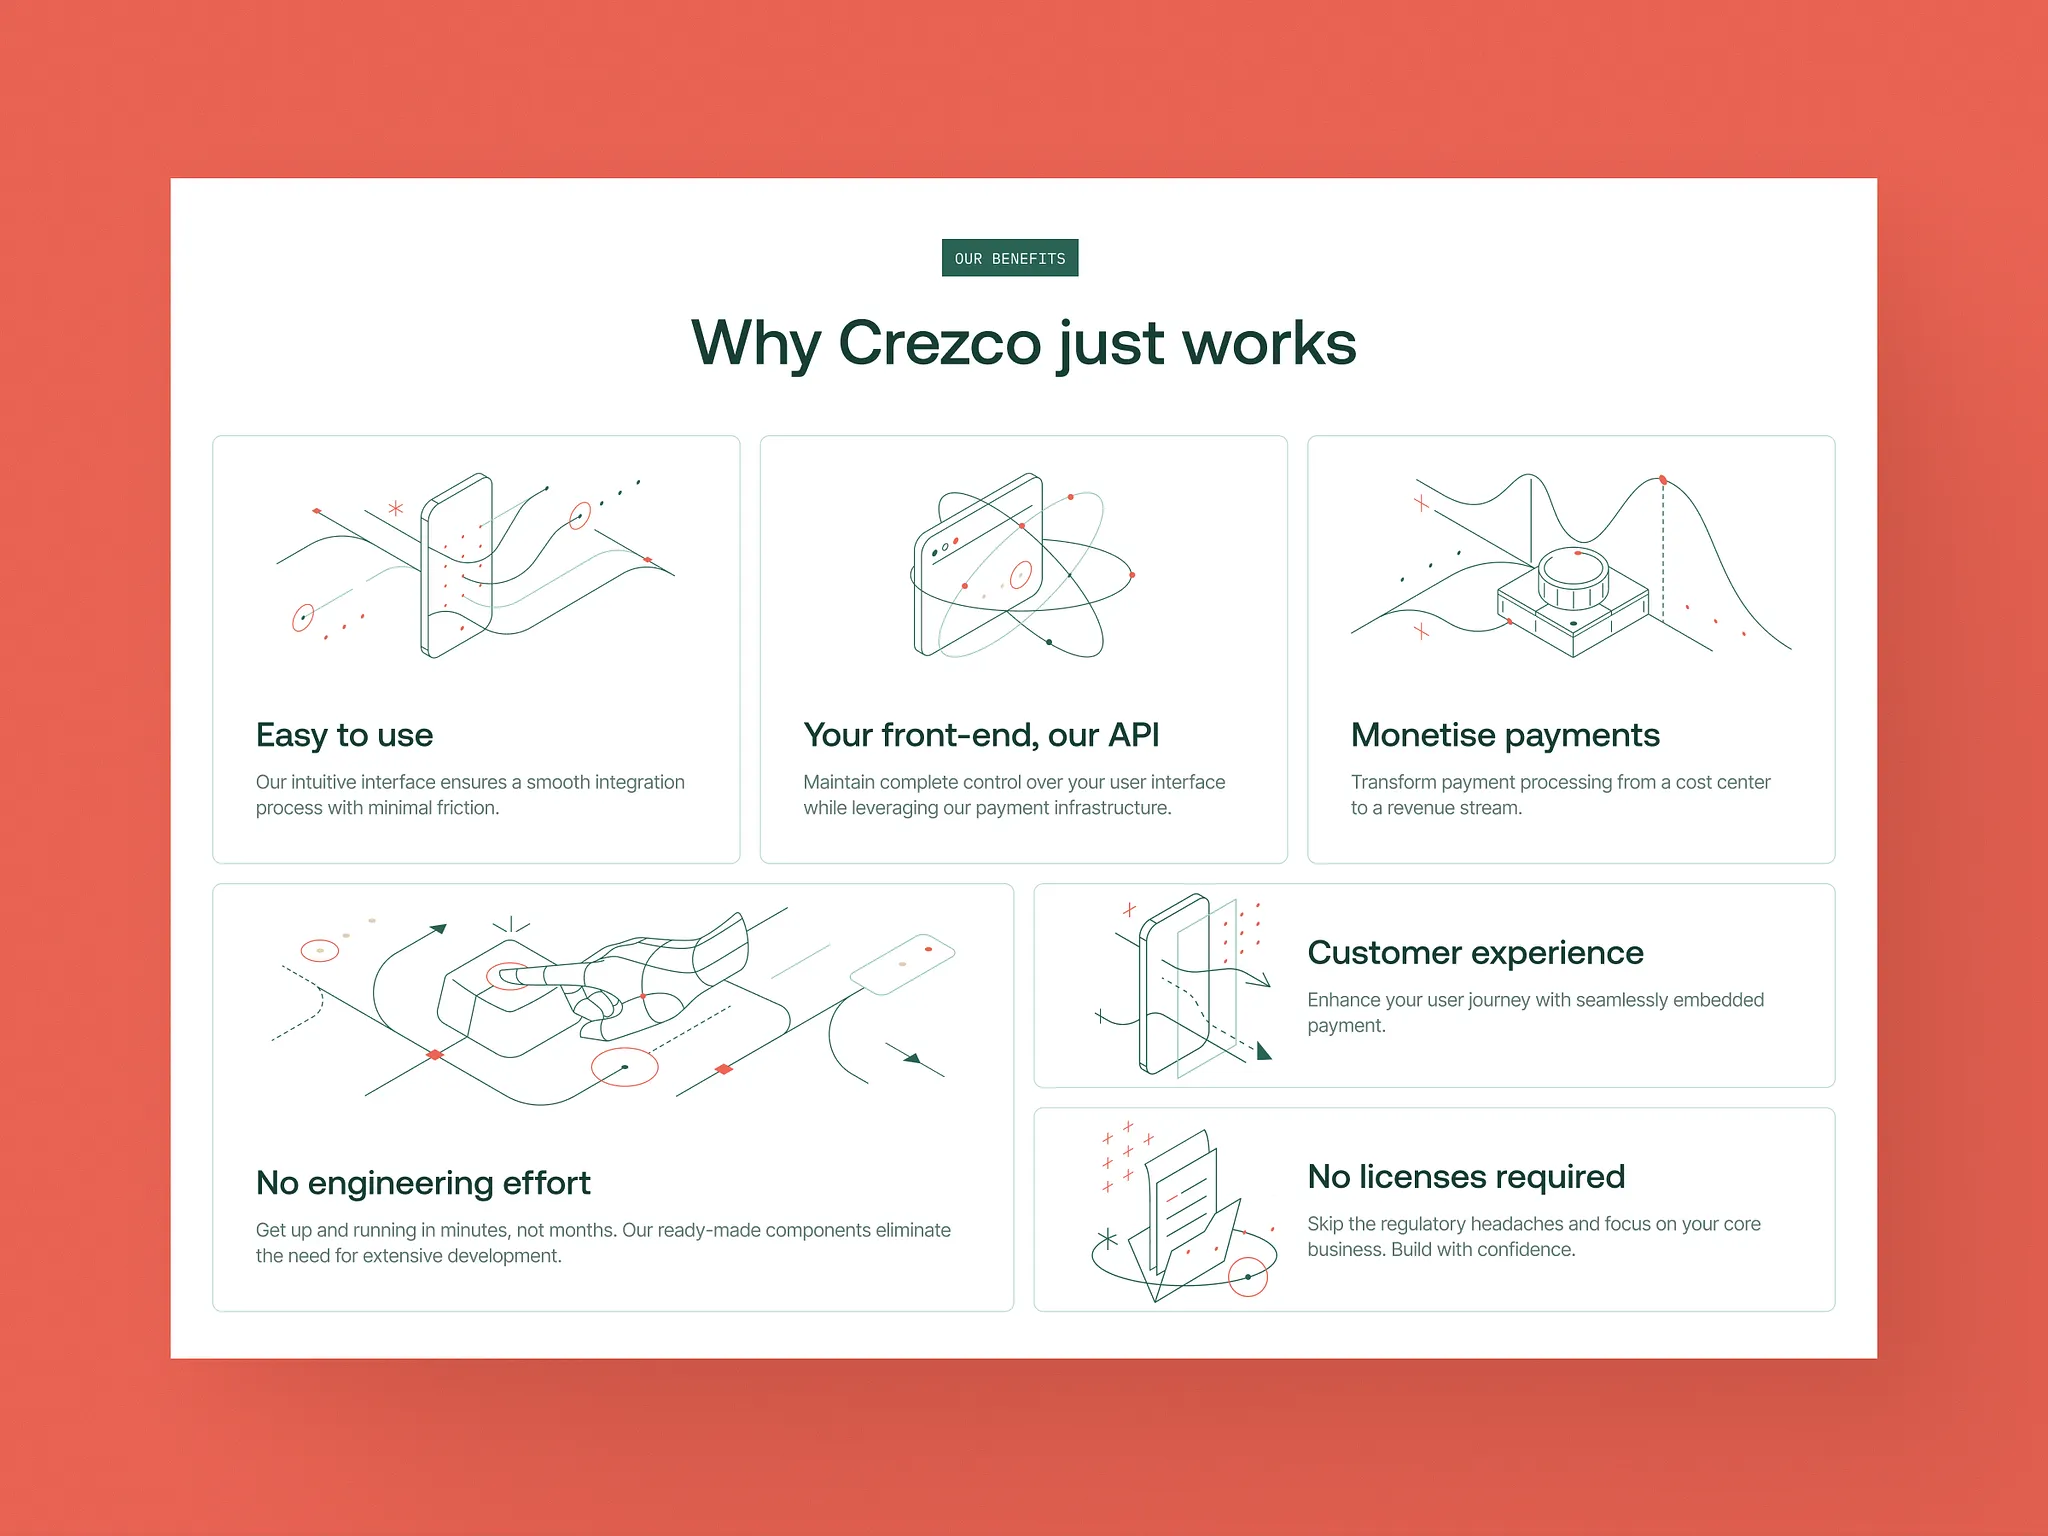 OUR BENEFITS
Why Crezco just works
Easy to use
Our intuitive interface ensures a smooth integration
process with minimal friction.
Your front-end, our API
Maintain complete control over your user interface
while leveraging our payment infrastructure.
Monetise payments
Transform payment processing from a cost center
to a revenue stream.
No engineering effort
Get up and running in minutes, not months. Our ready-made components eliminate
the need for extensive development.
Customer experience
Enhance your user journey with seamlessly embedded
payment.
No licenses required
Skip the regulatory headaches and focus on your core
business. Build with confidence.